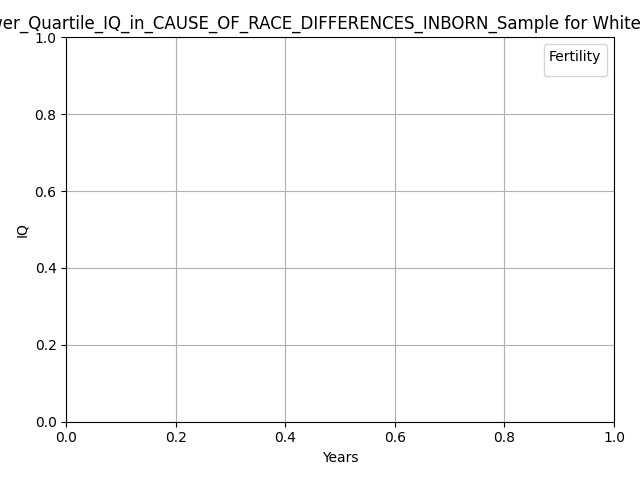 ver_Quartile_IQ_in_CAUSE_OF_RACE_DIFFERENCES_INBORN_Sample for White
Fertility
1.0
0.8
0.6
0.4
0.2
0.0
IQ
0.0 0.2 0.4 0.6 0.8 1.0
Years